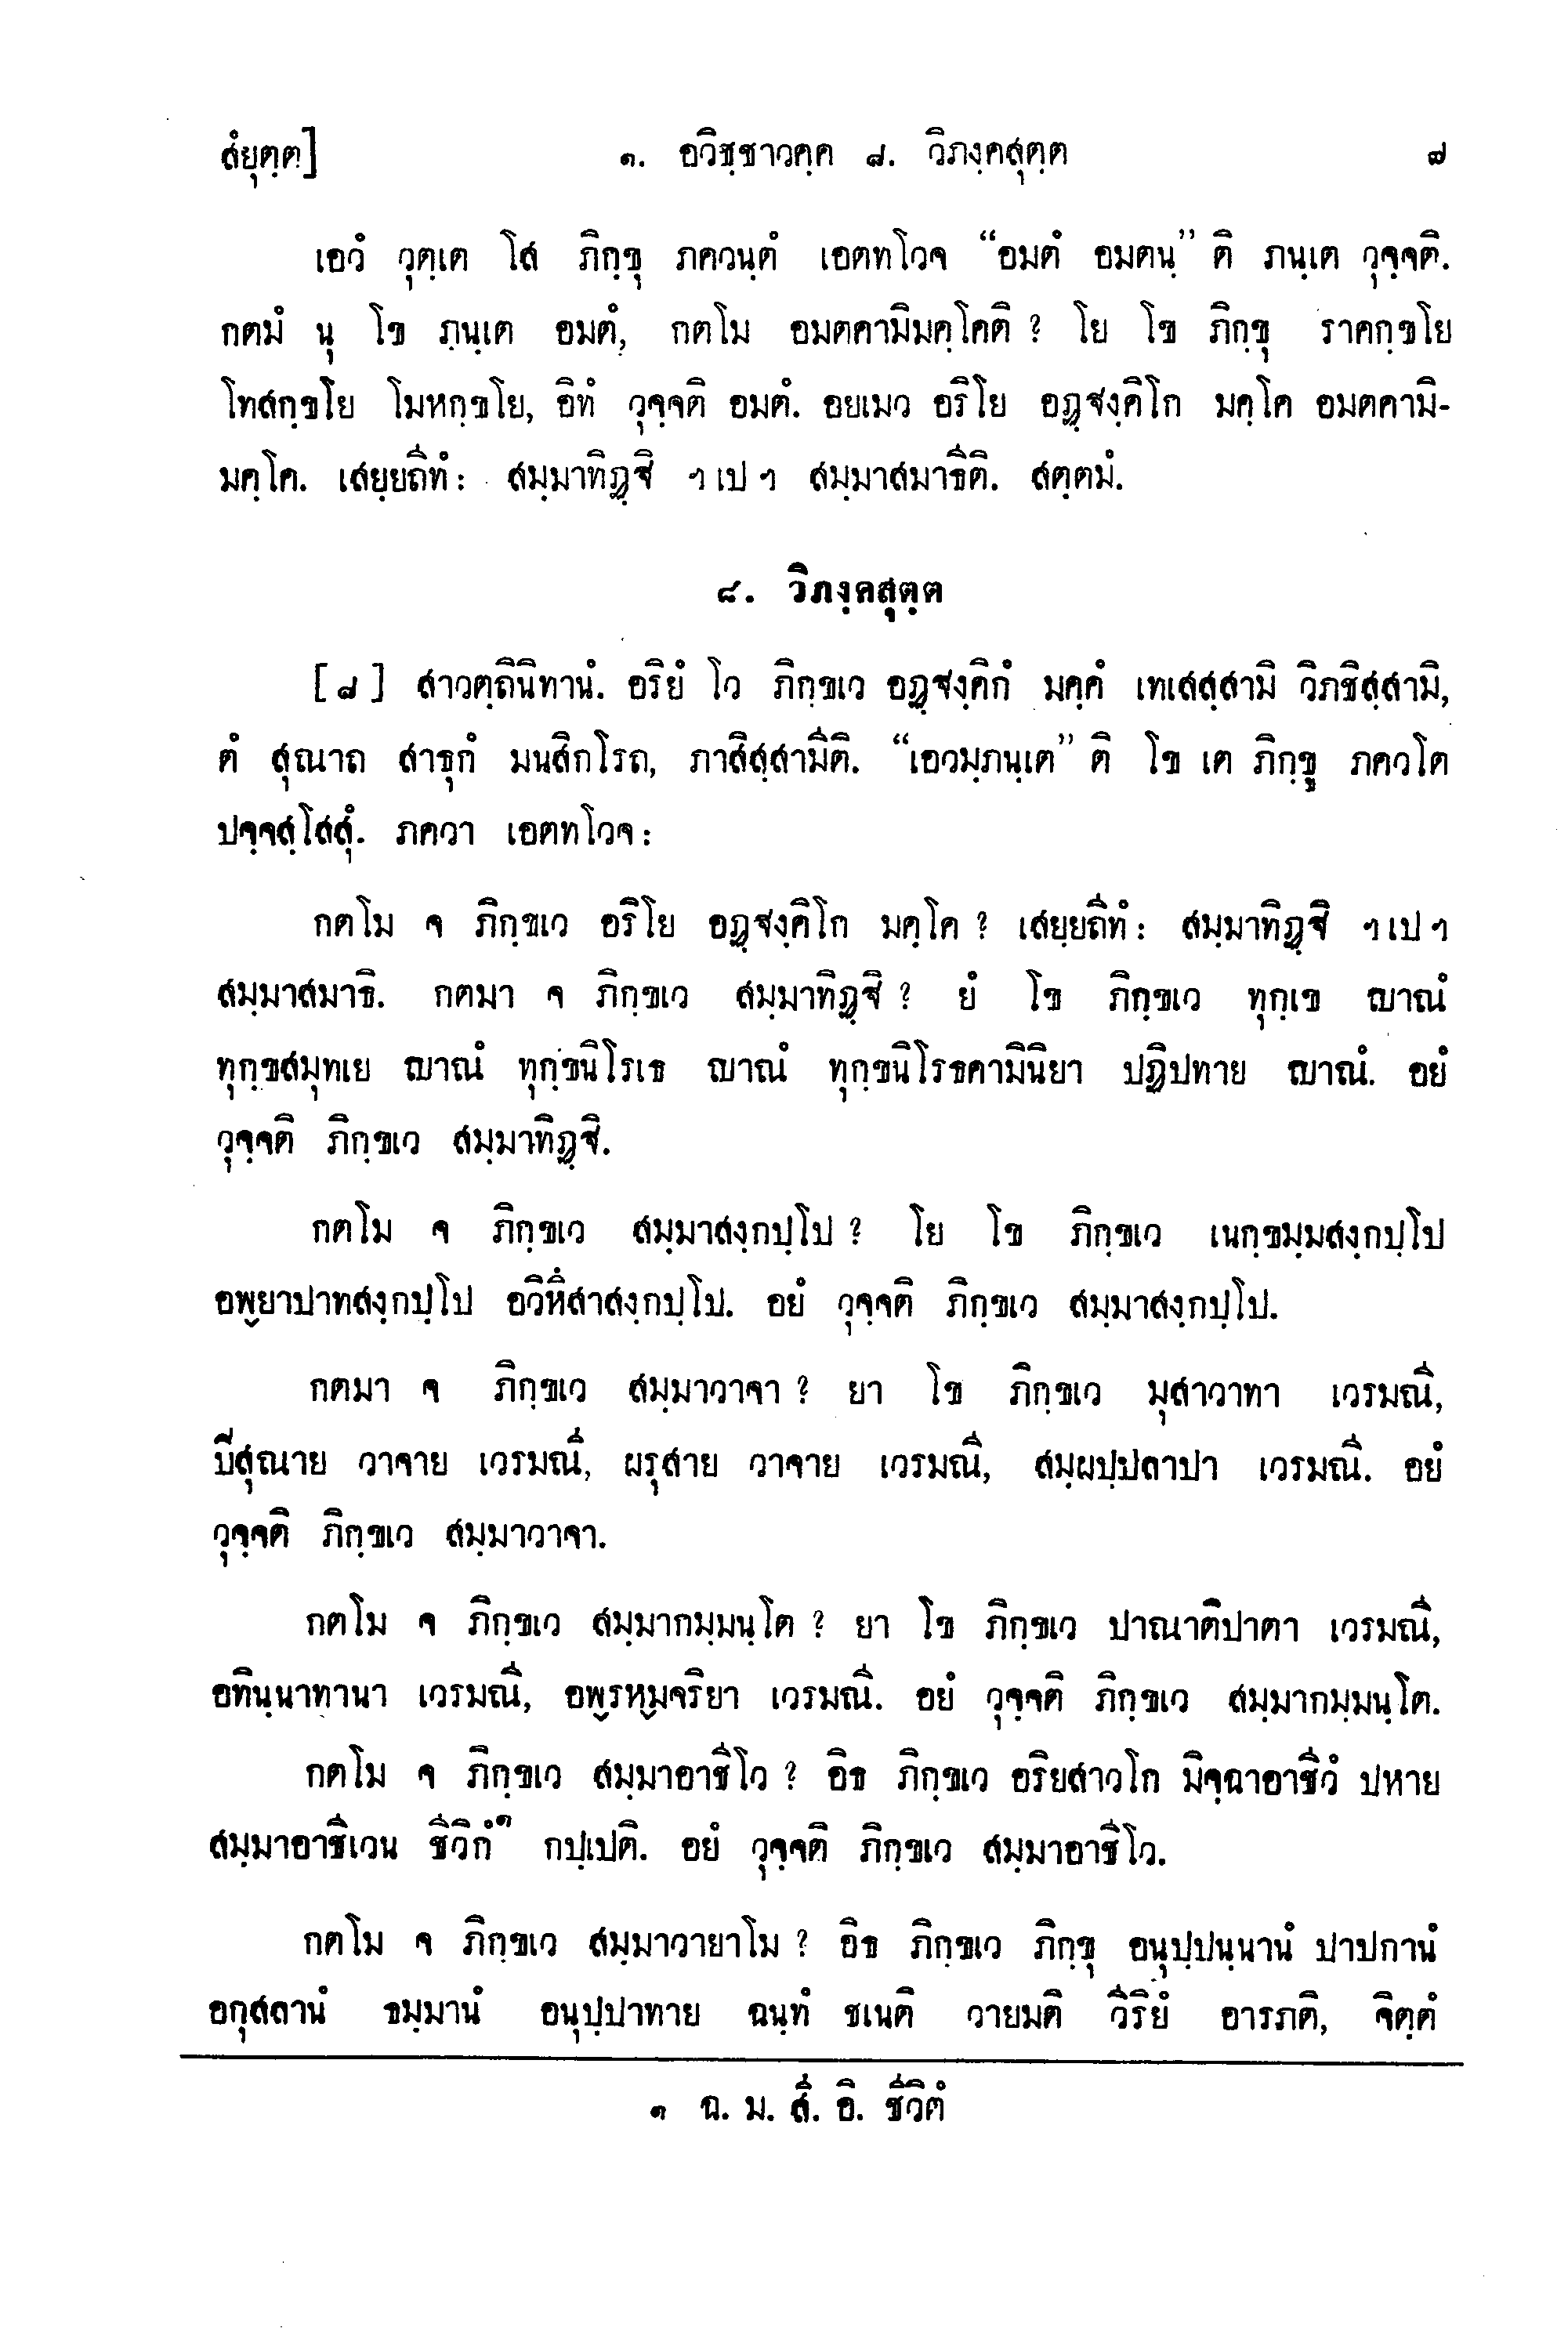 สํยุตฺต] ๑. อวิชฺชาวคฺค ๘. วิภงฺคสุตฺต ๗
เอวํ วุตฺเต โส ภิกฺขุ ภควนฺตํ เอตทโวจ “อมตํ อมตนฺ” ติ ภนฺเต วุจฺจติ.
กตมํ นุ โข ภนฺเต อมตํ, กตโม อมตคามิมคฺโคติ ? โย โข ภิกฺขุ ราคกฺขโย
โทสกฺขโย โมหกฺขโย, อิทํ วุจฺจติ อมตํ. อยเมว อริโย อฏฺฐงฺคิโก มคฺโค อมตคามิ-
มคฺโค. เสยฺยถีทํ : สมฺมาทิฏฺฐิ ฯ เป ฯ สมฺมาสมาธีติ. สตฺตมํ.
๘. วิภงฺคสุตฺต
[ ๘ ] สาวตฺถีนิทานํ. อริยํ โว ภิกฺขเว อฏฺฐงฺคิกํ มคฺคํ เทเสสฺสามิ วิภชิสฺสามิ,
ตํ สุณาถ สาธุกํ มนสิกโรถ, ภาสิสฺสามีติ. “เอวมฺภนฺเต” ติ โข เต ภิกฺขู ภควโต
ปจฺจสฺโสสุํ. ภควา เอตทโวจ :
กตโม จ ภิกฺขเว อริโย อฏฺฐงฺคิโก มคฺโค ? เสยฺยถีทํ : สมฺมาทิฏฺฐิ ฯ เป ฯ
สมฺมาสมาธิ. กตมา จ ภิกฺขเว สมฺมาทิฏฺฐิ ? ยํ โข ภิกฺขเว ทุกฺเข ญาณํ
ทุกฺขสมุทเย ญาณํ ทุกฺขนิโรเธ ญาณํ ทุกฺขนิโรธคามินิยา ปฏิปทาย ญาณํ. อยํ
วุจฺจติ ภิกฺขเว สมฺมาทิฏฺฐิ.
กตโม จ ภิกฺขเว สมฺมาสงฺกปฺโป ? โย โข ภิกฺขเว เนกฺขมฺมสงฺกปฺโป
อพฺยาปาทสงฺกปฺโป อวิหึสาสงฺกปฺโป. อยํ วุจฺจติ ภิกฺขเว สมฺมาสงฺกปฺโป.
กตมา จ ภิกฺขเว สมฺมาวาจา ? ยา โข ภิกฺขเว มุสาวาทา เวรมณี,
ปิสุณาย วาจาย เวรมณี, ผรุสาย วาจาย เวรมณี, สมฺผปฺปลาปา เวรมณี. อยํ
วุจฺจติ ภิกฺขเว สมฺมาวาจา.
กตโม จ ภิกฺขเว สมฺมากมฺมนฺโต ? ยา โข ภิกฺขเว ปาณาติปาตา เวรมณี,
อทินฺนาทานา เวรมณี, อพฺรหฺมจริยา เวรมณี. อยํ วุจฺจติ ภิกฺขเว สมฺมากมฺมนฺโต.
กตโม จ ภิกฺขเว สมฺมาอาชีโว ? อิธ ภิกฺขเว อริยสาวโก มิจฺฉาอาชีวํ ปหาย
สมฺมาอาชีเวน ชีวิกํ๑ กปฺเปติ. อยํ วุจฺจติ ภิกฺขเว สมฺมาอาชีโว.
กตโม จ ภิกฺขเว สมฺมาวายาโม ? อิธ ภิกฺขเว ภิกฺขุ อนุปฺปนฺนานํ ปาปกานํ
อกุสลานํ ธมฺมานํ อนุปฺปาทาย ฉนฺทํ ชเนติ วายมติ วีริยํ อารภติ, จิตฺตํ
๑ ฉ. ม. สี. อิ. ชีวิตํ